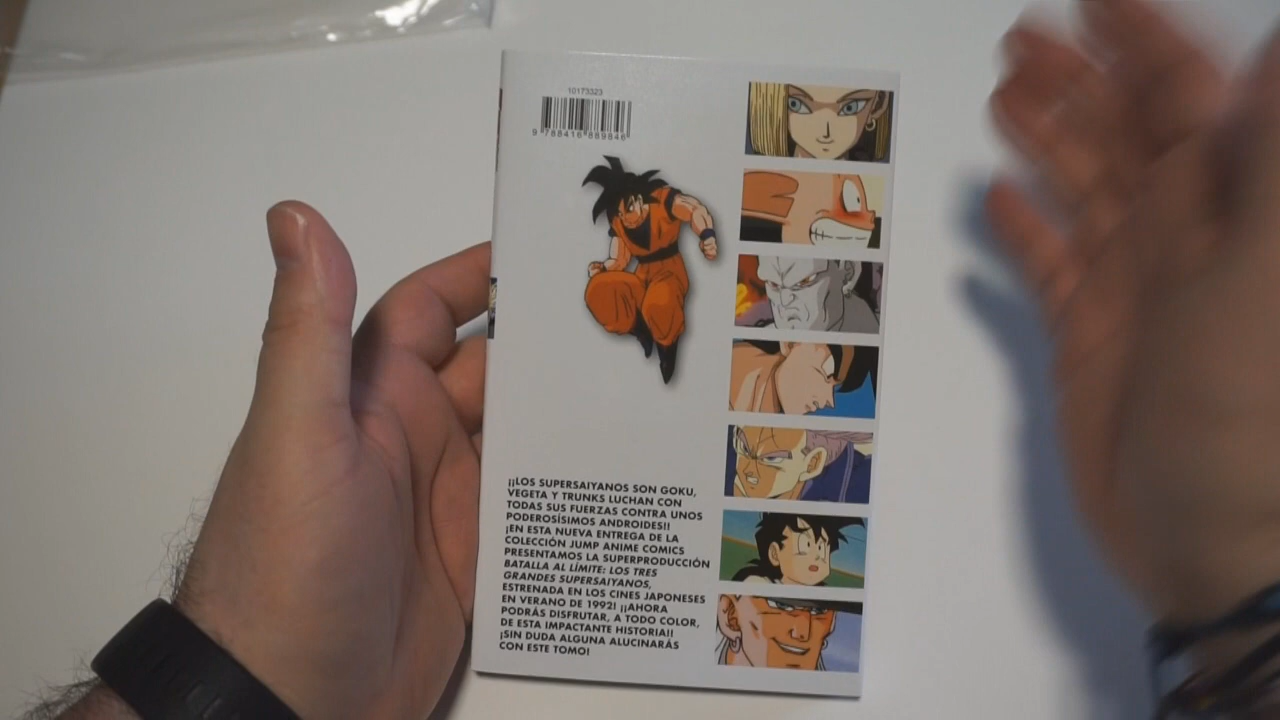 10173323
9 788416 889846
¡¡LOS SUPERSAIYANOS SON GOKU,
VEGETA Y TRUNKS LUCHAN CON
TODAS SUS FUERZAS CONTRA UNOS
PODEROSÍSIMOS ANDROIDES!!
¡EN ESTA NUEVA ENTREGA DE LA
COLECCIÓN JUMP ANIME COMICS
PRESENTAMOS LA SUPERPRODUCCIÓN
BATALLA AL LÍMITE: LOS TRES
GRANDES SUPERSAIYANOS,
ESTRENADA EN LOS CINES JAPONESES
EN VERANO DE 1992! ¡¡AHORA
PODRÁS DISFRUTAR, A TODO COLOR,
DE ESTA IMPACTANTE HISTORIA!!
¡SIN DUDA ALGUNA ALUCINARÁS
CON ESTE TOMO!